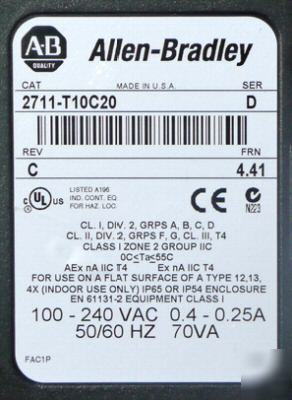 A-B
QUALITY
Allen-Bradley
CAT MADE IN U.S.A. SER
2711-T10C20 D
REV FRN
C 4.41
c UL US LISTED A196
IND. CONT. EQ.
FOR HAZ. LOC.
CE
N223
CL. I, DIV. 2, GRPS A, B, C, D
CL. II, DIV. 2, GRPS F, G, CL. III, T4
CLASS I ZONE 2 GROUP IIC
0C<Ta<55C
AEx nA IIC T4 Ex nA IIC T4
FOR USE ON A FLAT SURFACE OF A TYPE 12,13,
4X (INDOOR USE ONLY) IP65 OR IP54 ENCLOSURE
EN 61131-2 EQUIPMENT CLASS I
100 - 240 VAC 0.4 - 0.25A
50/60 HZ 70VA
FAC1P